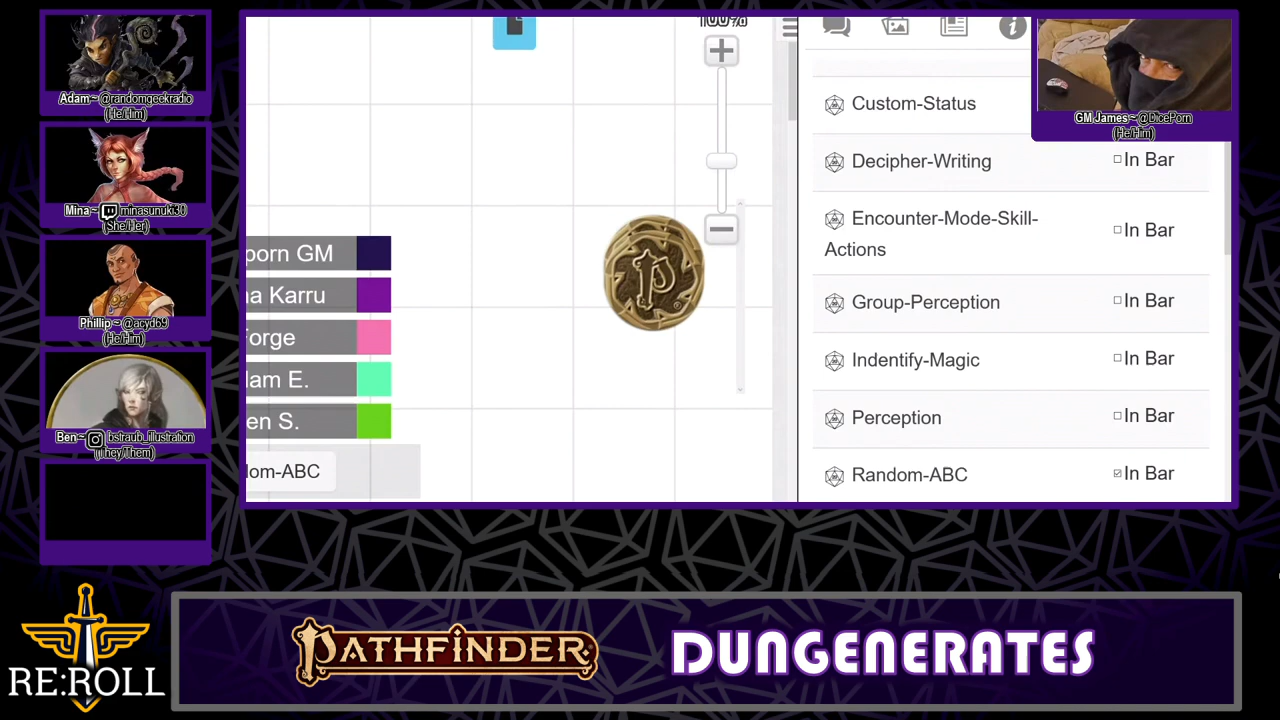 Adam ~ @randomgeekradio
(He/Him)
Mina ~ minasunuki30
(She/Her)
Phillip ~ @acyd69
(He/Him)
Ben ~ bstraub_illustration
(They/Them)
100%
porn GM
a Karru
orge
am E.
en S.
om-ABC
P
Custom-Status
Decipher-Writing
In Bar
Encounter-Mode-Skill-
Actions
In Bar
Group-Perception
In Bar
Indentify-Magic
In Bar
Perception
In Bar
Random-ABC
In Bar
GM James ~ @DicePorn
(He/Him)
RE:ROLL
PATHFINDER
DUNGENERATES